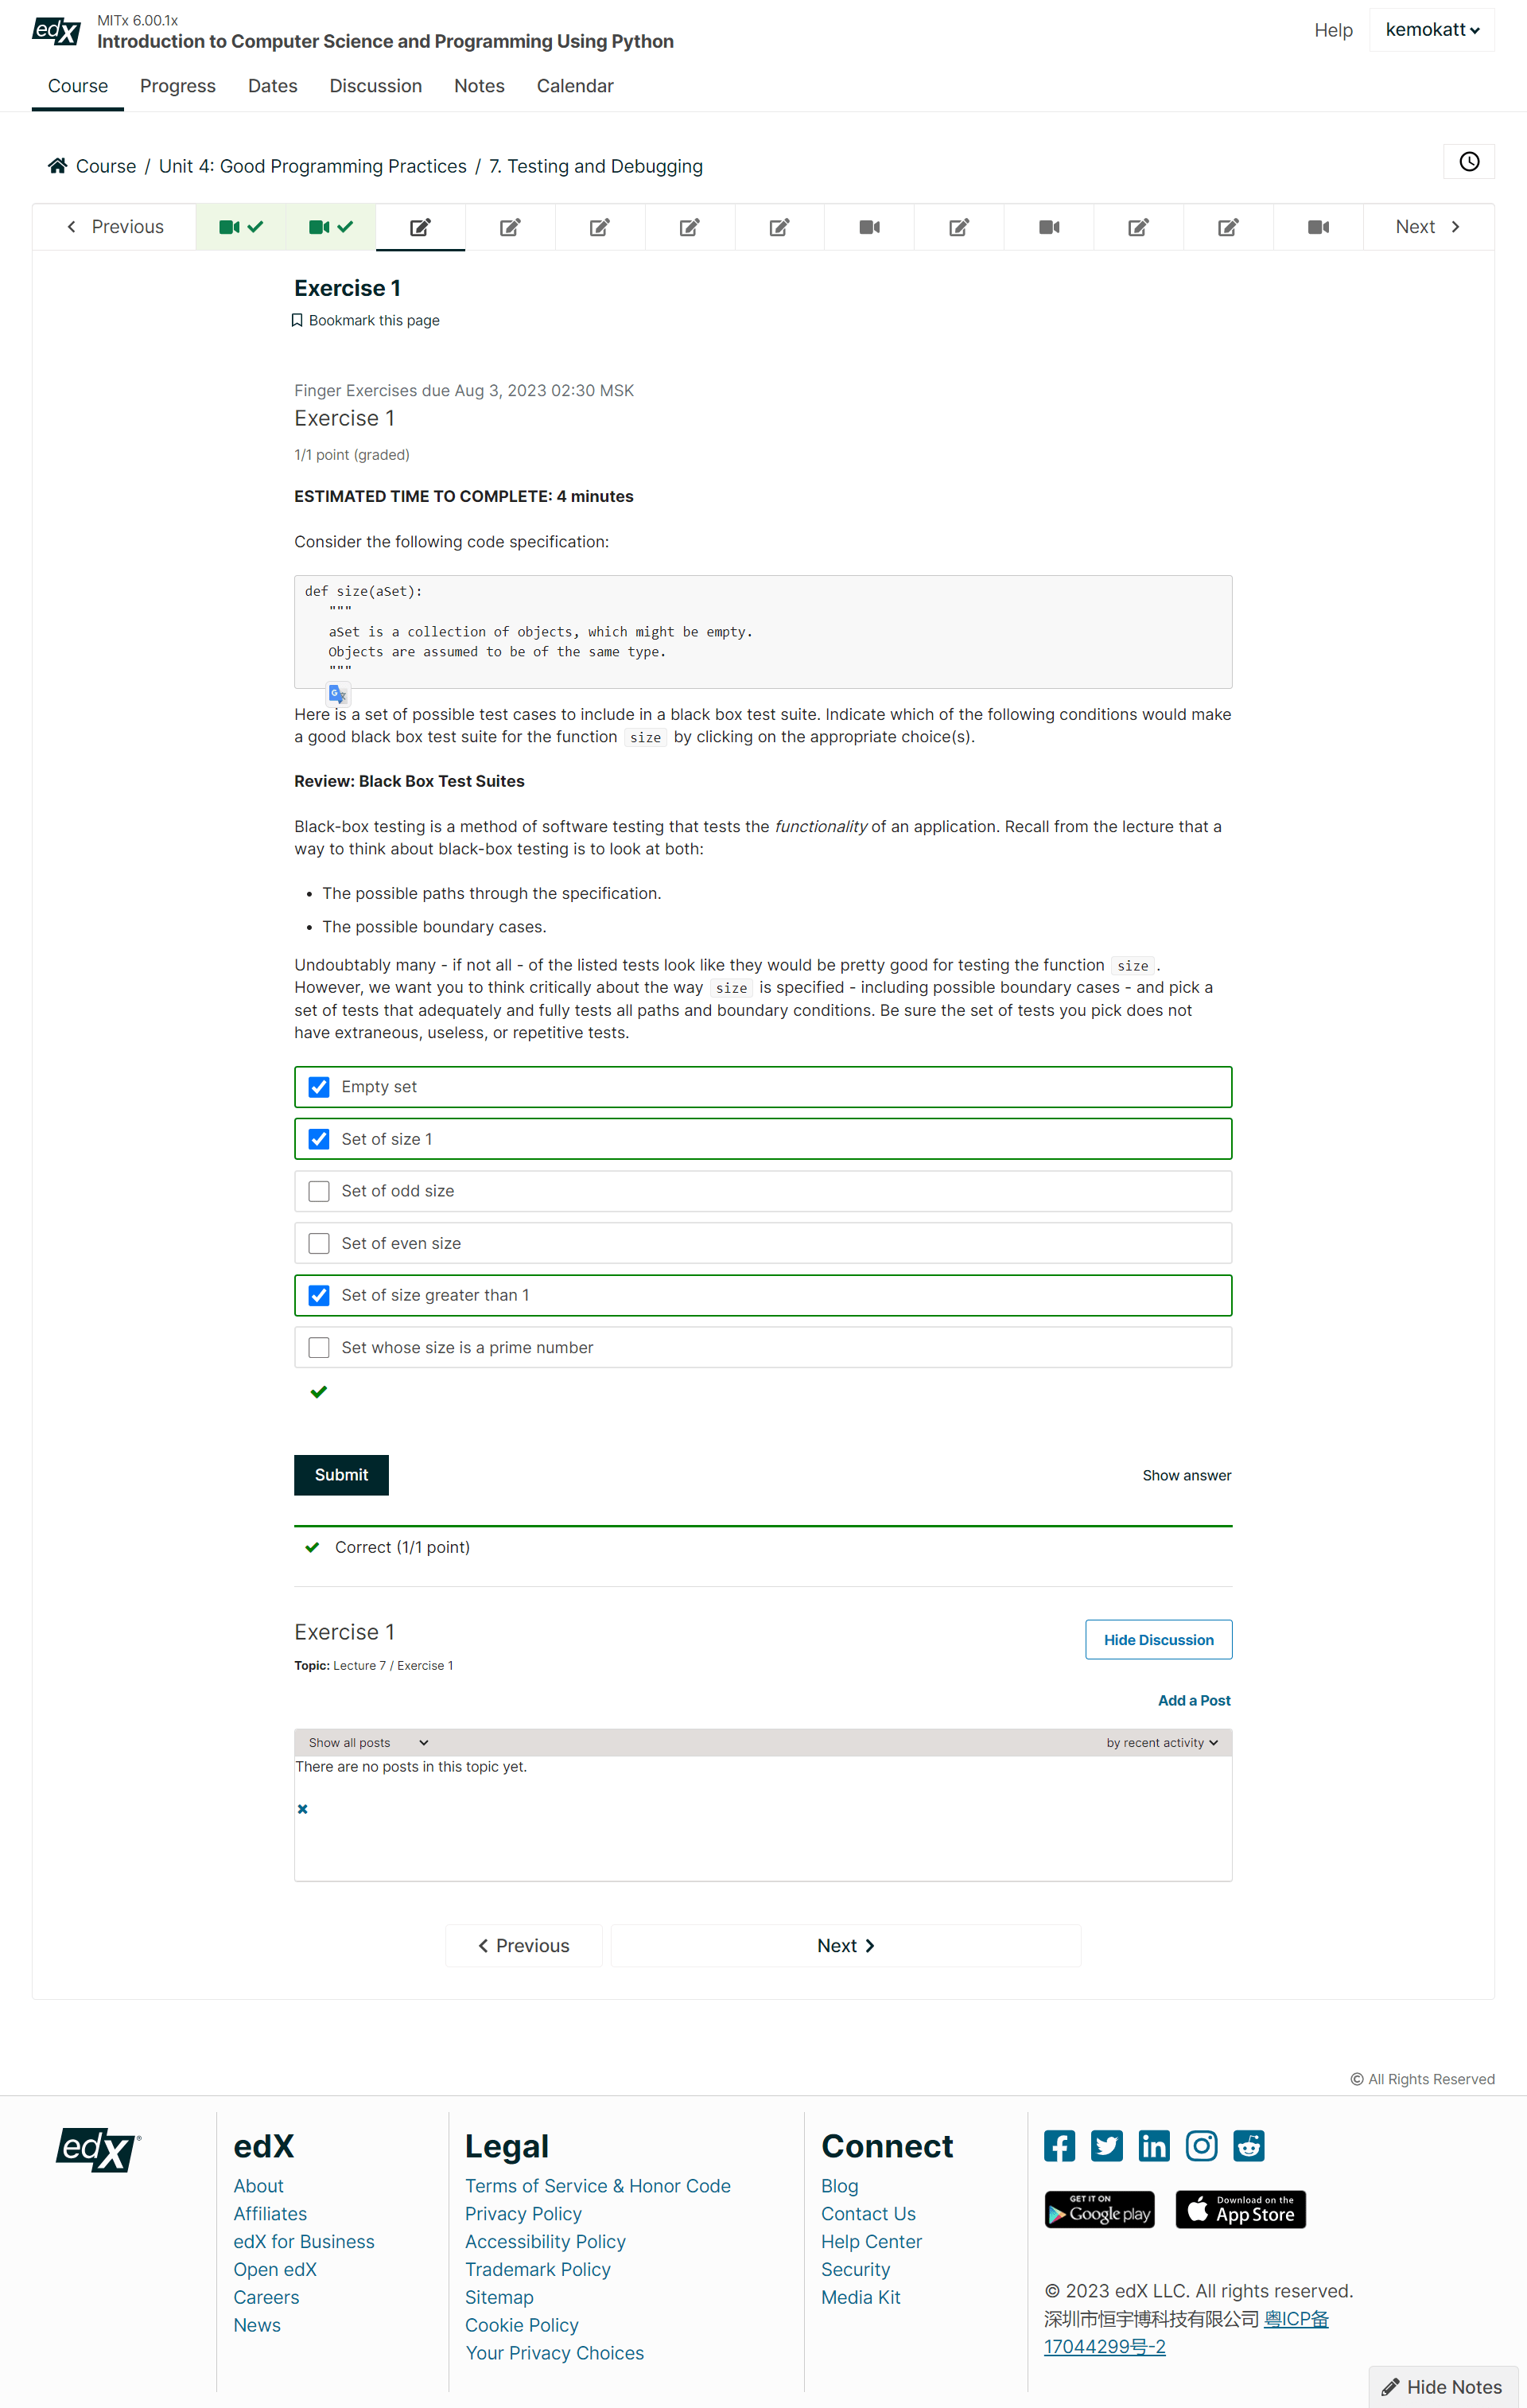 edX
MITx 6.00.1x
Introduction to Computer Science and Programming Using Python
Help
kemokatt
Course
Progress
Dates
Discussion
Notes
Calendar
Course / Unit 4: Good Programming Practices / 7. Testing and Debugging
Previous
Next
Exercise 1
Bookmark this page
Finger Exercises due Aug 3, 2023 02:30 MSK
Exercise 1
1/1 point (graded)
ESTIMATED TIME TO COMPLETE: 4 minutes
Consider the following code specification:
def size(aSet):
"""
aSet is a collection of objects, which might be empty.
Objects are assumed to be of the same type.
"""
Here is a set of possible test cases to include in a black box test suite. Indicate which of the following conditions would make
a good black box test suite for the function size by clicking on the appropriate choice(s).
Review: Black Box Test Suites
Black-box testing is a method of software testing that tests the functionality of an application. Recall from the lecture that a
way to think about black-box testing is to look at both:
• The possible paths through the specification.
• The possible boundary cases.
Undoubtably many - if not all - of the listed tests look like they would be pretty good for testing the function size .
However, we want you to think critically about the way size is specified - including possible boundary cases - and pick a
set of tests that adequately and fully tests all paths and boundary conditions. Be sure the set of tests you pick does not
have extraneous, useless, or repetitive tests.
Empty set
Set of size 1
Set of odd size
Set of even size
Set of size greater than 1
Set whose size is a prime number
Submit
Show answer
Correct (1/1 point)
Exercise 1
Hide Discussion
Topic: Lecture 7 / Exercise 1
Add a Post
Show all posts
by recent activity
There are no posts in this topic yet.
Previous
Next
© All Rights Reserved
edX®
edX
About
Affiliates
edX for Business
Open edX
Careers
News
Legal
Terms of Service & Honor Code
Privacy Policy
Accessibility Policy
Trademark Policy
Sitemap
Cookie Policy
Your Privacy Choices
Connect
Blog
Contact Us
Help Center
Security
Media Kit
GET IT ON
Google play
Download on the
App Store
© 2023 edX LLC. All rights reserved.
深圳市恒宇博科技有限公司 粤ICP备
17044299号-2
Hide Notes